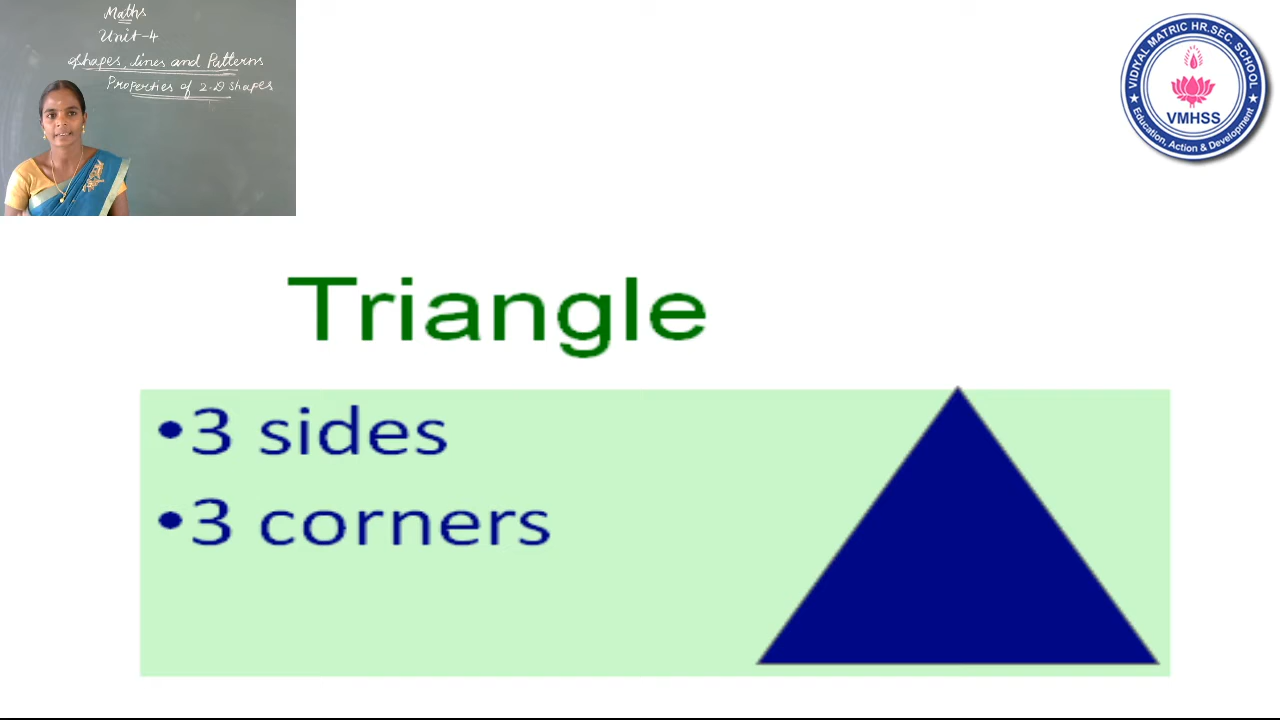 Maths
Unit-4
Shapes, lines and Patterns
Properties of 2-D shapes
VIDIYAL MATRIC HR.SEC. SCHOOL
VMHSS
Education, Action & Development
Triangle
•3 sides
•3 corners